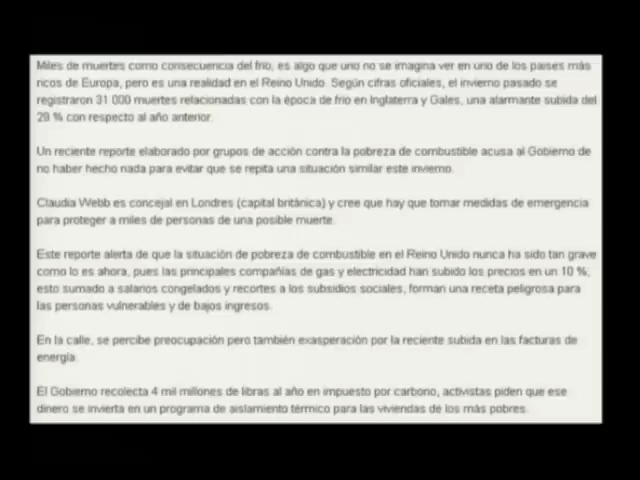 Miles de muertes como consecuencia del frío, es algo que uno no se imagina ver en uno de los países más
ricos de Europa, pero es una realidad en el Reino Unido. Según cifras oficiales, el invierno pasado se
registraron 31 000 muertes relacionadas con la época de frío en Inglaterra y Gales, una alarmante subida del
29 % con respecto al año anterior.
Un reciente reporte elaborado por grupos de acción contra la pobreza de combustible acusa al Gobierno de
no haber hecho nada para evitar que se repita una situación similar este invierno.
Claudia Webb es concejal en Londres (capital británica) y cree que hay que tomar medidas de emergencia
para proteger a miles de personas de una posible muerte.
Este reporte alerta de que la situación de pobreza de combustible en el Reino Unido nunca ha sido tan grave
como lo es ahora, pues las principales compañías de gas y electricidad han subido los precios en un 10 %;
esto sumado a salarios congelados y recortes a los subsidios sociales, forman una receta peligrosa para
las personas vulnerables y de bajos ingresos.
En la calle, se percibe preocupación pero también exasperación por la reciente subida en las facturas de
energía.
El Gobierno recolecta 4 mil millones de libras al año en impuesto por carbono, activistas piden que ese
dinero se invierta en un programa de aislamiento térmico para las viviendas de los más pobres.